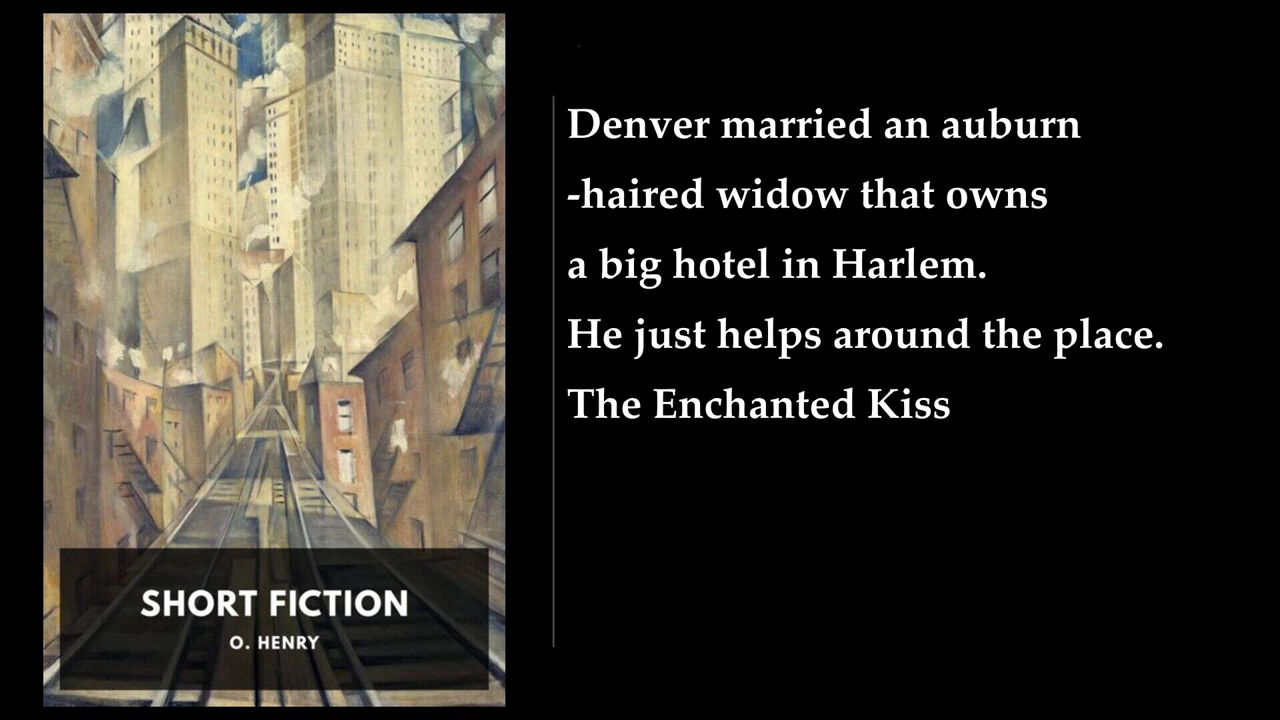 SHORT FICTION
O. HENRY
Denver married an auburn
-haired widow that owns
a big hotel in Harlem.
He just helps around the place.
The Enchanted Kiss